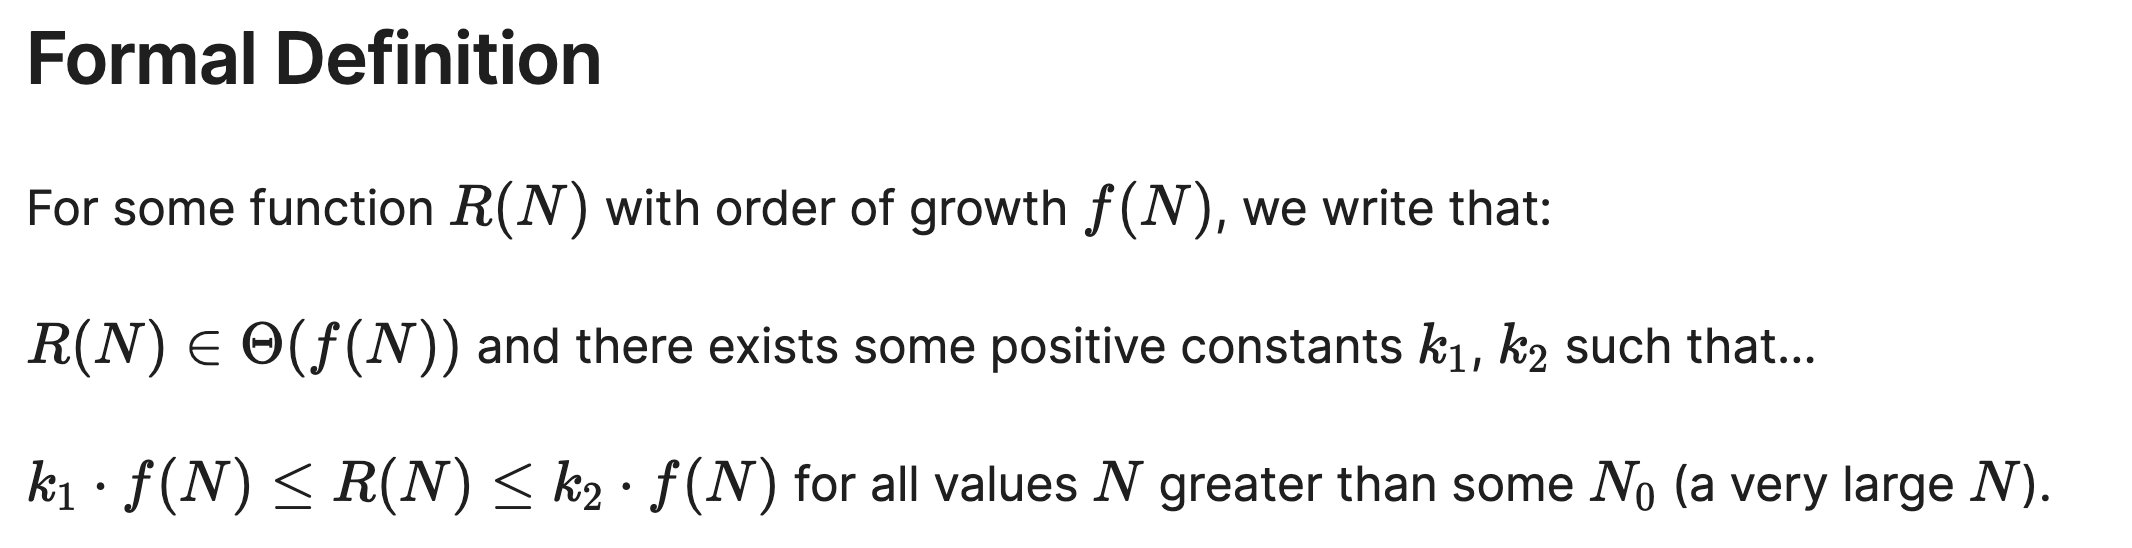 Formal Definition
For some function R(N) with order of growth f(N), we write that:
R(N) ∈ Θ(f(N)) and there exists some positive constants k₁, k₂ such that...
k₁ · f(N) ≤ R(N) ≤ k₂ · f(N) for all values N greater than some N₀ (a very large N).